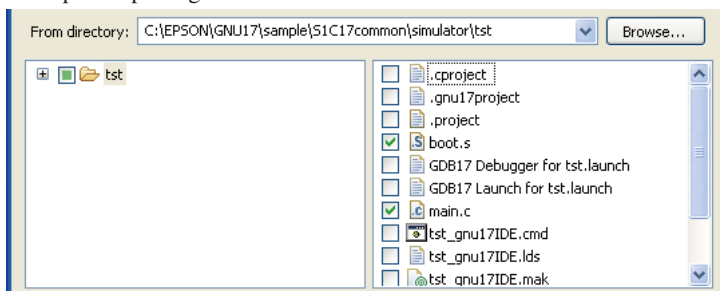 From directory: C:\EPSON\GNU17\sample\S1C17common\simulator\tst Browse...
tst
.cproject
.gnu17project
.project
boot.s
GDB17 Debugger for tst.launch
GDB17 Launch for tst.launch
main.c
tst_gnu17IDE.cmd
tst_gnu17IDE.lds
tst_gnu17IDE.mak